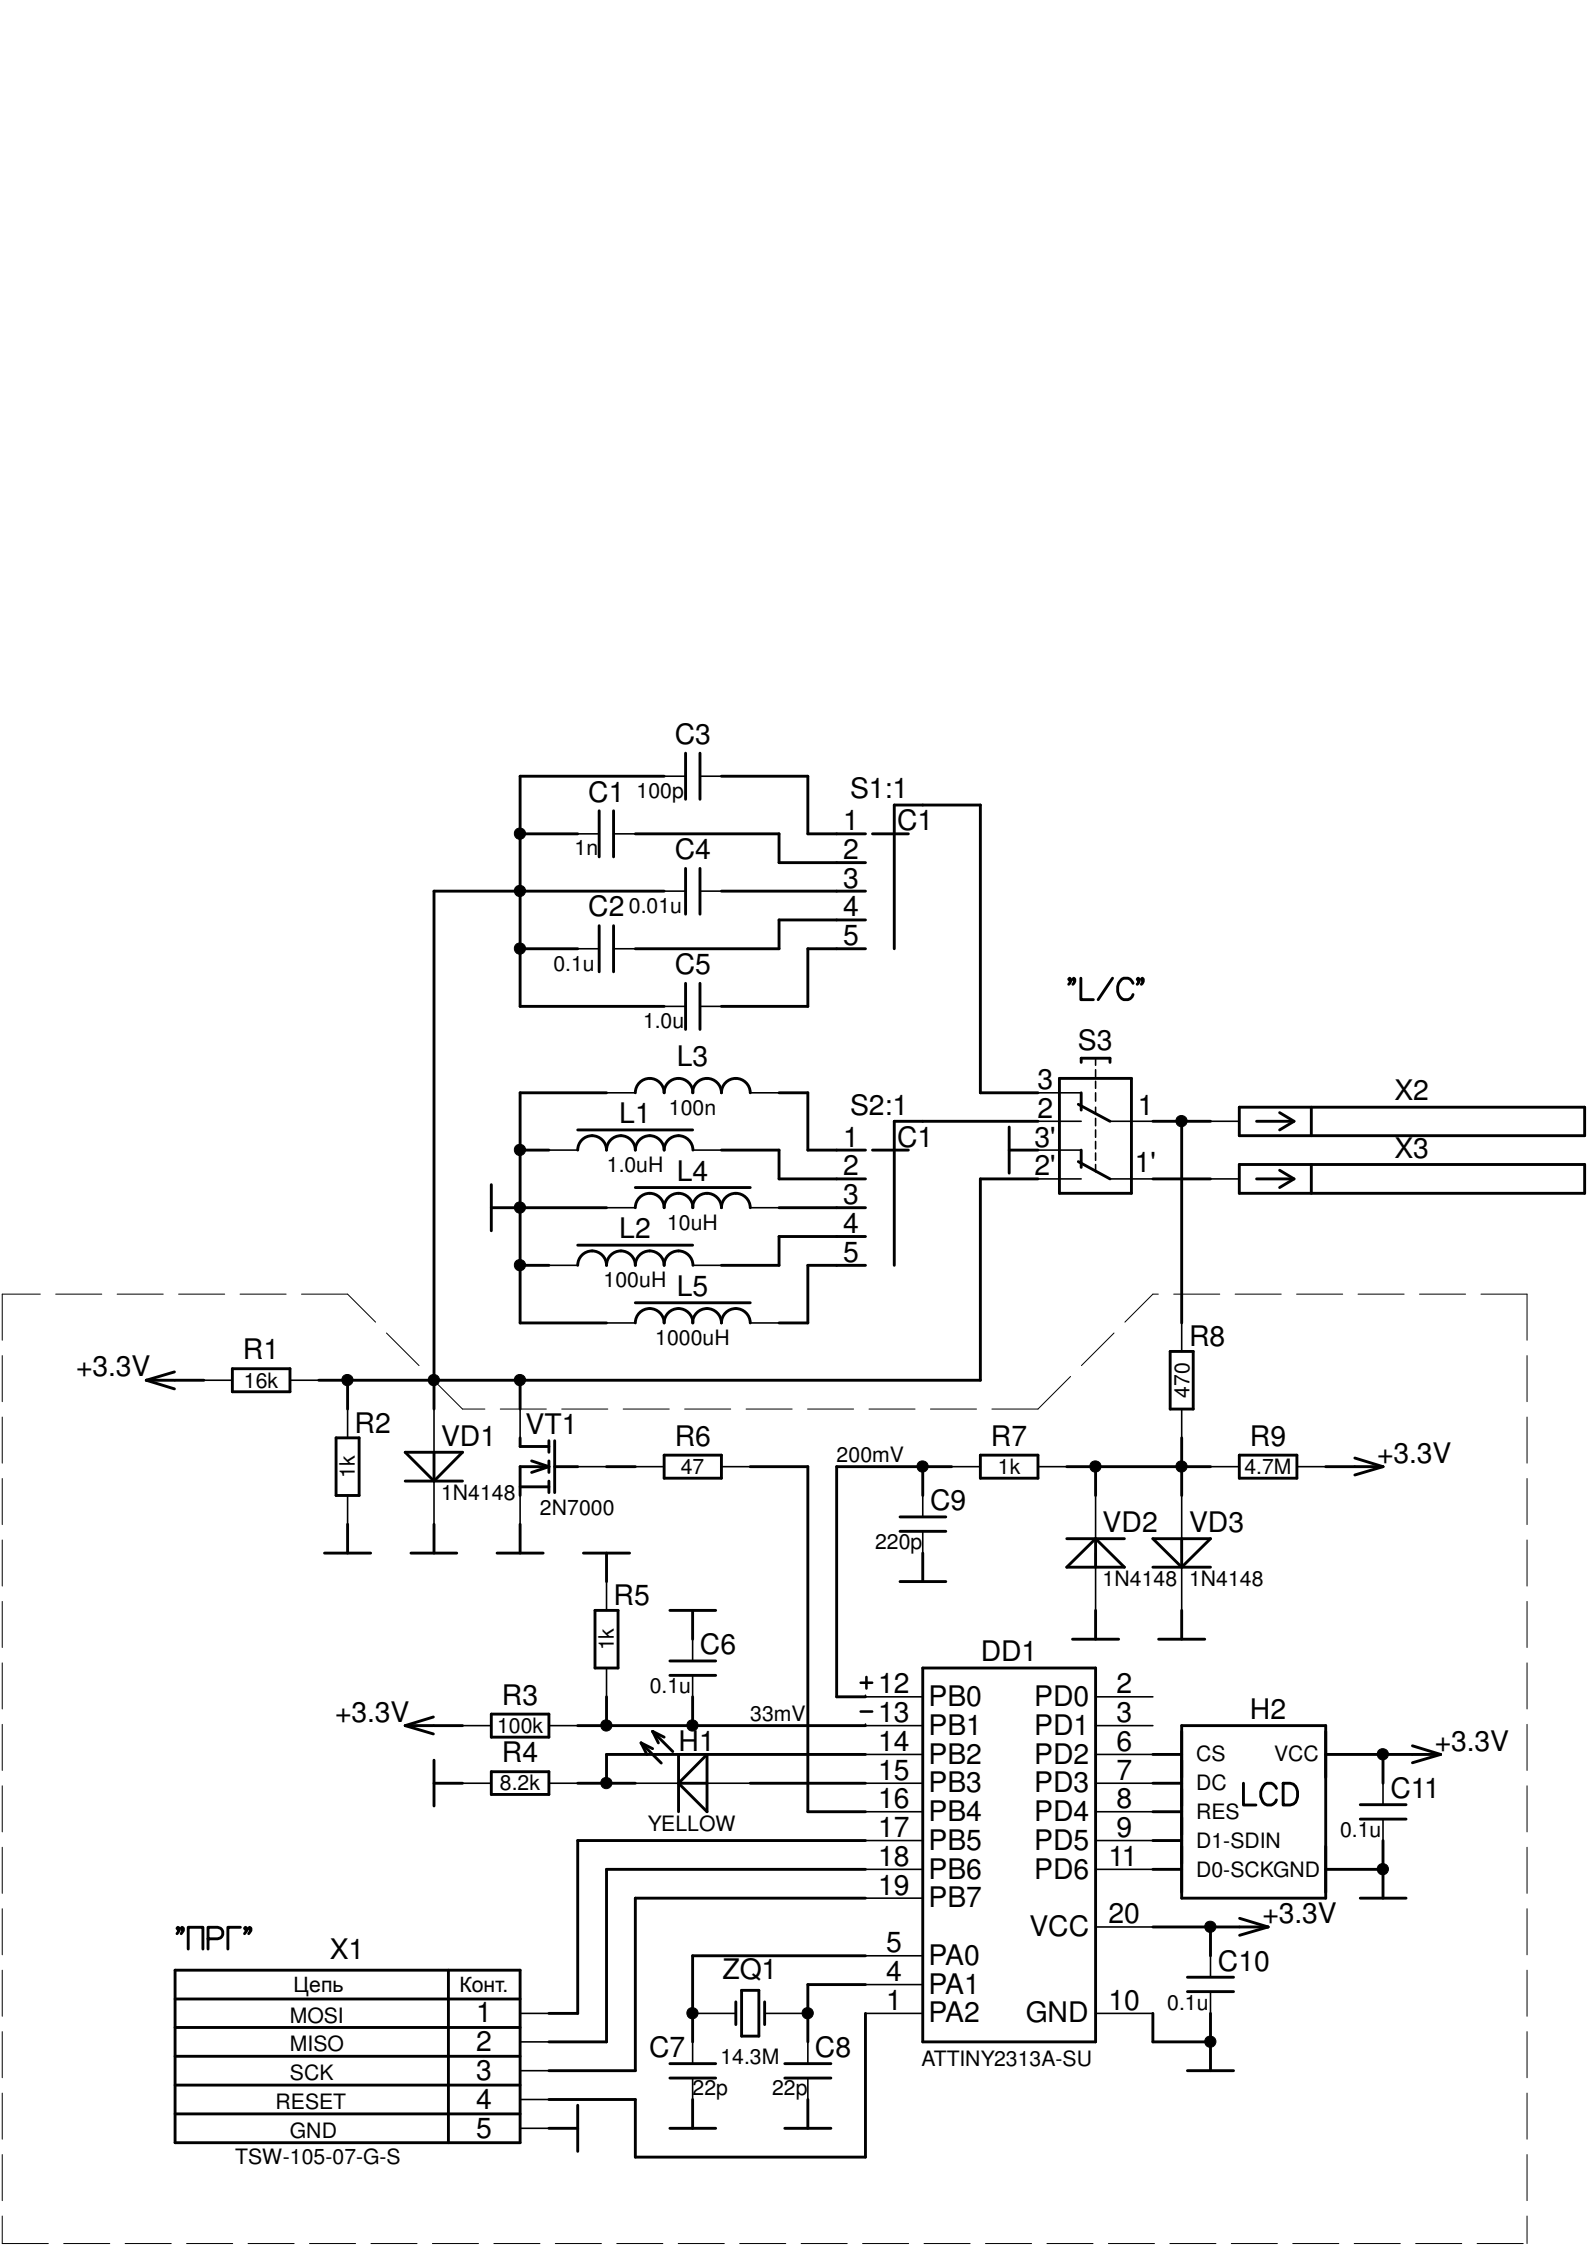 C3
100p
C1
1n
S1:1
1
C1
2
C4
0.01u
3
C2
0.1u
4
5
C5
1.0u
"L/C"
S3
L3
100n
L1
1.0uH
S2:1
1
C1
2
L4
10uH
3
L2
100uH
4
5
L5
1000uH
3
2
3'
2'
1
1'
X2
X3
+3.3V
R1
16k
R8
470
R2
1k
VD1
1N4148
VT1
2N7000
R6
47
200mV
R7
1k
R9
4.7M
+3.3V
C9
220p
VD2
1N4148
VD3
1N4148
R5
1k
C6
0.1u
+3.3V
R3
100k
33mV
R4
8.2k
H1
YELLOW
DD1
+ 12 PB0
− 13 PB1
14 PB2
15 PB3
16 PB4
17 PB5
18 PB6
19 PB7
5 PA0
4 PA1
1 PA2
PD0 2
PD1 3
PD2 6
PD3 7
PD4 8
PD5 9
PD6 11
VCC 20
GND 10
ATTINY2313A-SU
H2
CS VCC
DC
LCD
RES
D1-SDIN
D0-SCK GND
+3.3V
C11
0.1u
+3.3V
C10
0.1u
ZQ1
14.3M
C7
22p
C8
22p
"ПРГ"
X1
Цепь Конт.
MOSI 1
MISO 2
SCK 3
RESET 4
GND 5
TSW-105-07-G-S